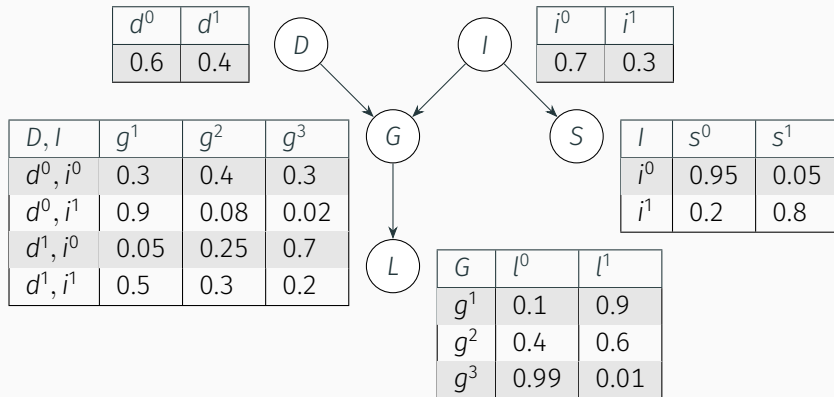 d⁰ d¹
0.6 0.4
D
I
i⁰ i¹
0.7 0.3
D, I g¹ g² g³
d⁰, i⁰ 0.3 0.4 0.3
d⁰, i¹ 0.9 0.08 0.02
d¹, i⁰ 0.05 0.25 0.7
d¹, i¹ 0.5 0.3 0.2
G
S
I s⁰ s¹
i⁰ 0.95 0.05
i¹ 0.2 0.8
L
G l⁰ l¹
g¹ 0.1 0.9
g² 0.4 0.6
g³ 0.99 0.01